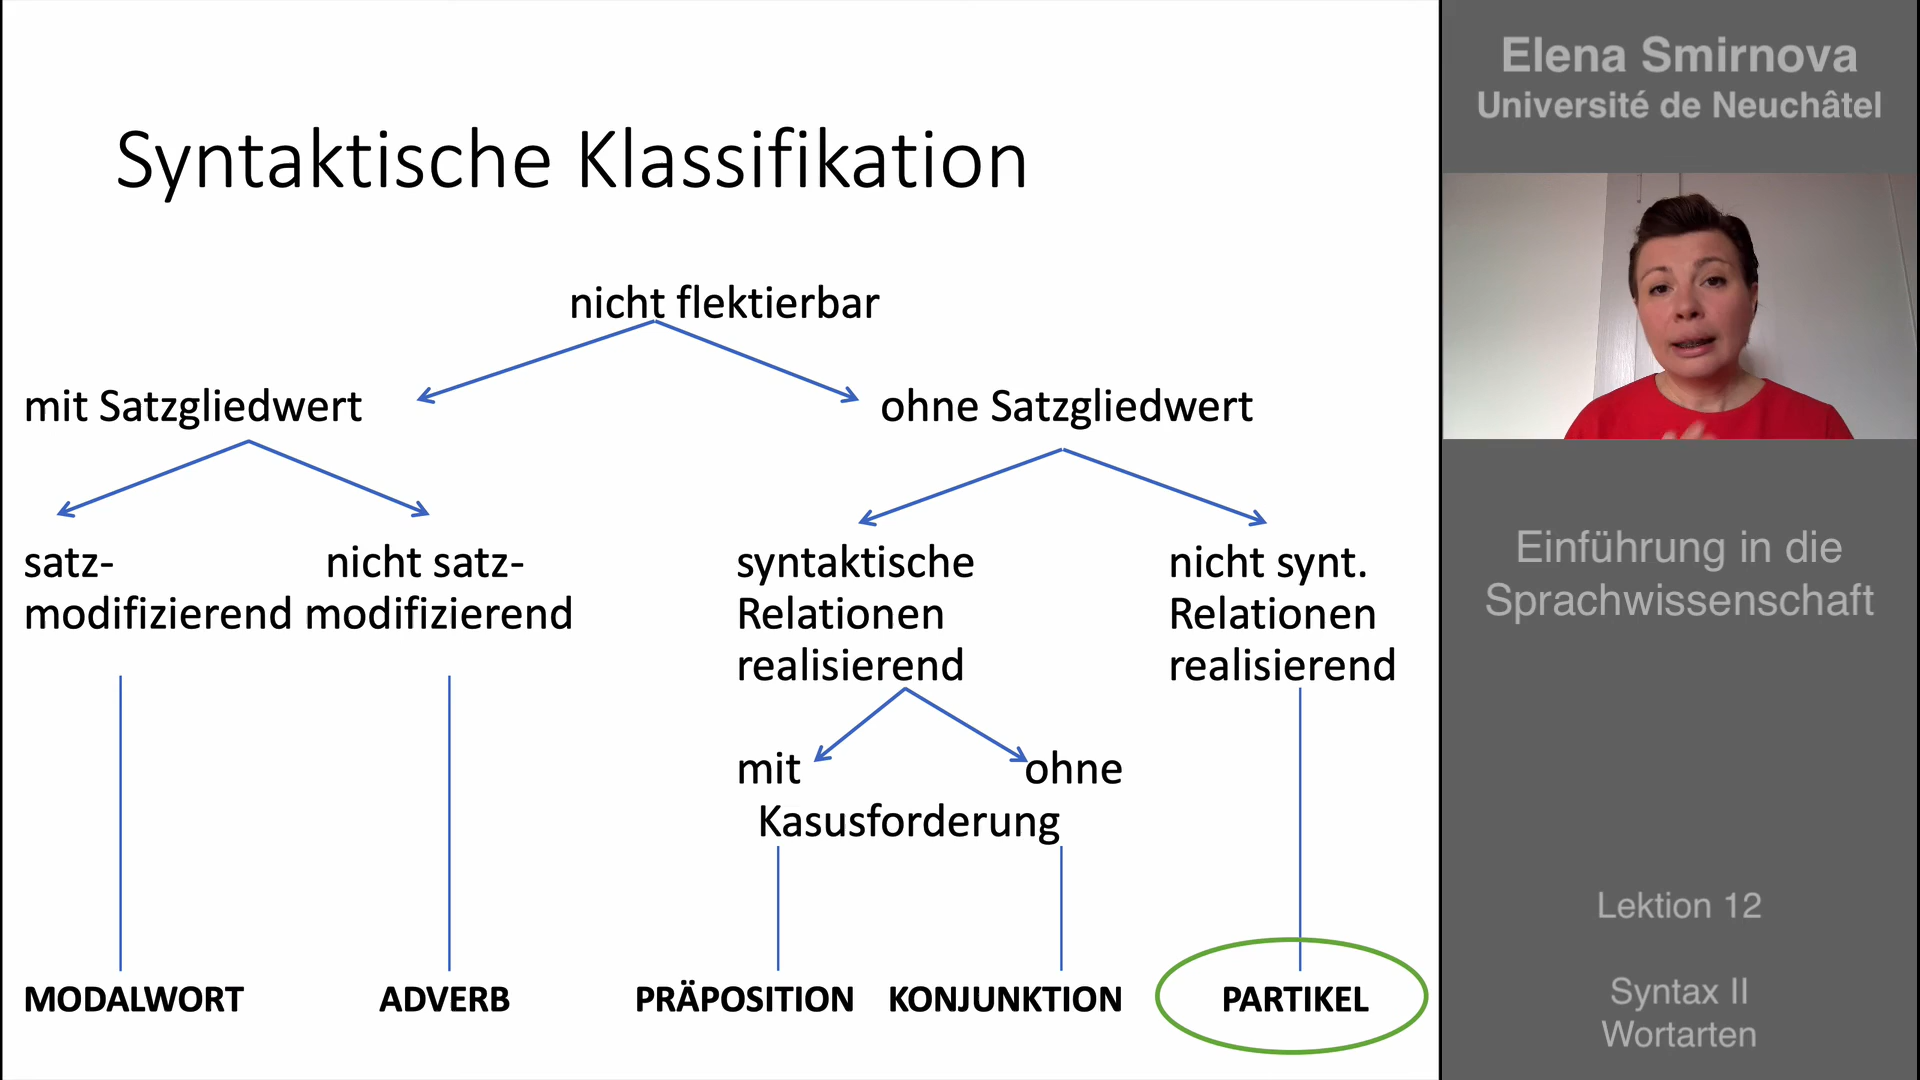 Syntaktische Klassifikation
nicht flektierbar
mit Satzgliedwert
ohne Satzgliedwert
satz-
modifizierend
nicht satz-
modifizierend
syntaktische
Relationen
realisierend
nicht synt.
Relationen
realisierend
mit
ohne
Kasusforderung
MODALWORT
ADVERB
PRÄPOSITION
KONJUNKTION
PARTIKEL
Elena Smirnova
Université de Neuchâtel
Einführung in die
Sprachwissenschaft
Lektion 12
Syntax II
Wortarten